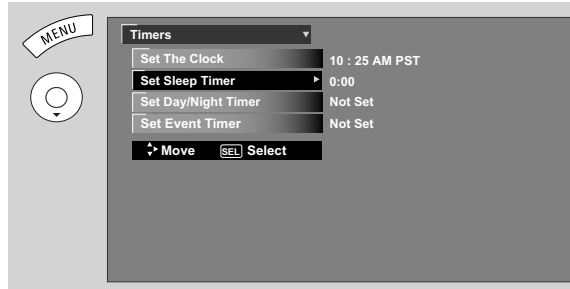 MENU
Timers
Set The Clock 10 : 25 AM PST
Set Sleep Timer 0:00
Set Day/Night Timer Not Set
Set Event Timer Not Set
Move SEL Select